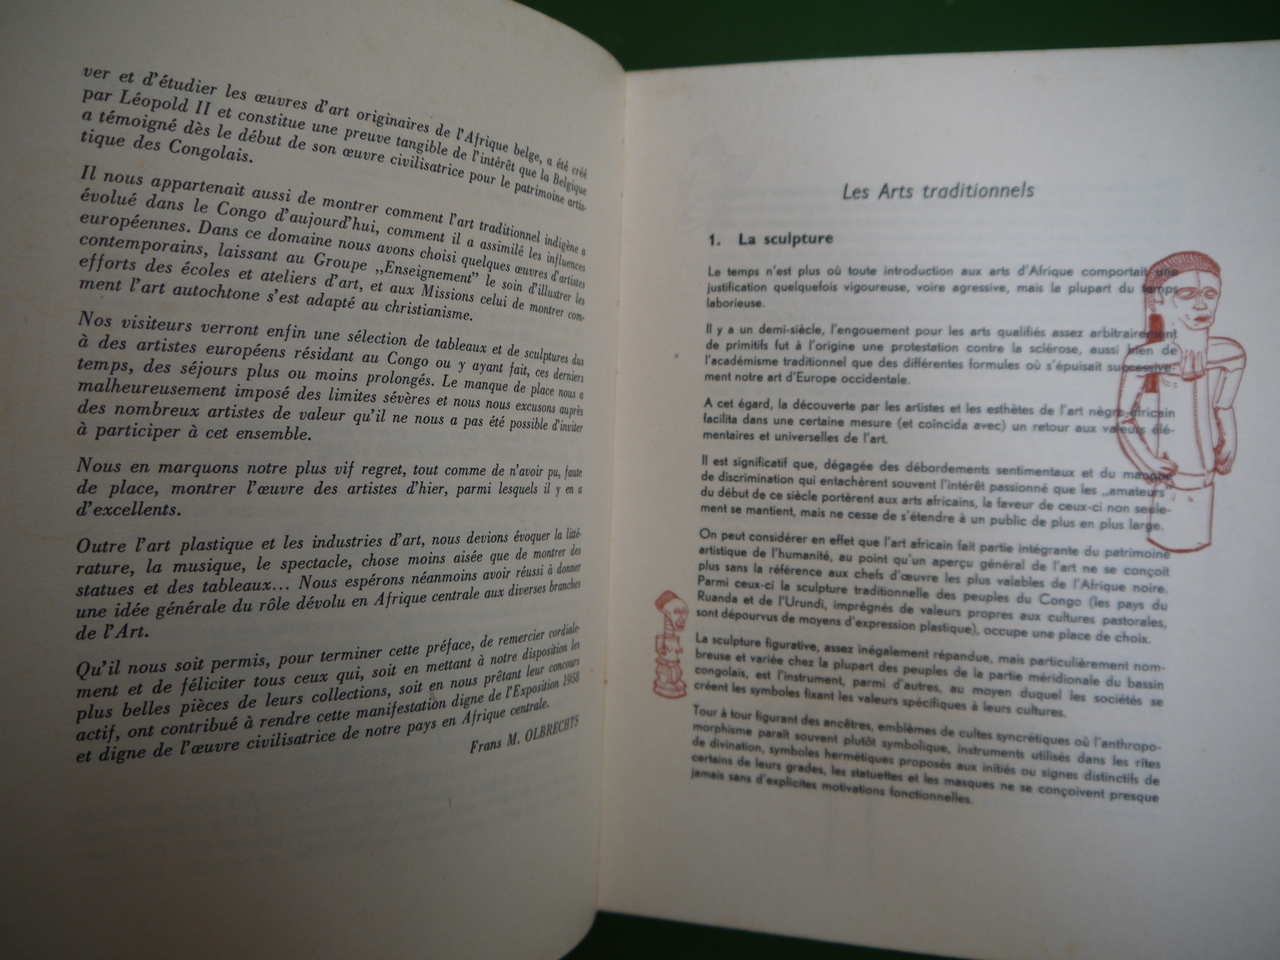 ver et d'étudier les œuvres d'art originaires de l'Afrique belge, a été créé
par Léopold II et constitue une preuve tangible de l'intérêt que la Belgique
a témoigné dès le début de son œuvre civilisatrice pour le patrimoine artis-
tique des Congolais.
Il nous appartenait aussi de montrer comment l'art traditionnel indigène a
évolué dans le Congo d'aujourd'hui, comment il a assimilé les influences
européennes. Dans ce domaine nous avons choisi quelques œuvres d'artistes
contemporains, laissant au Groupe „Enseignement" le soin d'illustrer les
efforts des écoles et ateliers d'art, et aux Missions celui de montrer com-
ment l'art autochtone s'est adapté au christianisme.
Nos visiteurs verront enfin une sélection de tableaux et de sculptures dus
à des artistes européens résidant au Congo ou y ayant fait, ces derniers
temps, des séjours plus ou moins prolongés. Le manque de place nous a
malheureusement imposé des limites sévères et nous nous excusons auprès
des nombreux artistes de valeur qu'il ne nous a pas été possible d'inviter
à participer à cet ensemble.
Nous en marquons notre plus vif regret, tout comme de n'avoir pu, faute
de place, montrer l'œuvre des artistes d'hier, parmi lesquels il y en a
d'excellents.
Outre l'art plastique et les industries d'art, nous devions évoquer la litté-
rature, la musique, le spectacle, chose moins aisée que de montrer des
statues et des tableaux... Nous espérons néanmoins avoir réussi à donner
une idée générale du rôle dévolu en Afrique centrale aux diverses branches
de l'Art.
Qu'il nous soit permis, pour terminer cette préface, de remercier cordiale-
ment et de féliciter tous ceux qui, soit en mettant à notre disposition les
plus belles pièces de leurs collections, soit en nous prêtant leur concours
actif, ont contribué à rendre cette manifestation digne de l'Exposition 1958
et digne de l'œuvre civilisatrice de notre pays en Afrique centrale.
Frans M. OLBRECHTS
Les Arts traditionnels
1. La sculpture
Le temps n'est plus où toute introduction aux arts d'Afrique comportait une
justification quelquefois vigoureuse, voire agressive, mais la plupart du temps
laborieuse.
Il y a un demi-siècle, l'engouement pour les arts qualifiés assez arbitrairement
de primitifs fut à l'origine une protestation contre la sclérose, aussi bien de
l'académisme traditionnel que des différentes formules où s'épuisait successive-
ment notre art d'Europe occidentale.
A cet égard, la découverte par les artistes et les esthètes de l'art nègro-africain
facilita dans une certaine mesure (et coïncida avec) un retour aux valeurs élé-
mentaires et universelles de l'art.
Il est significatif que, dégagée des débordements sentimentaux et du manque
de discrimination qui entachèrent souvent l'intérêt passionné que les „amateurs"
du début de ce siècle portèrent aux arts africains, la faveur de ceux-ci non seule-
ment se maintient, mais ne cesse de s'étendre à un public de plus en plus large.
On peut considérer en effet que l'art africain fait partie intégrante du patrimoine
artistique de l'humanité, au point qu'un aperçu général de l'art ne se conçoit
plus sans la référence aux chefs d'œuvre les plus valables de l'Afrique noire.
Parmi ceux-ci la sculpture traditionnelle des peuples du Congo (les pays du
Ruanda et de l'Urundi, imprégnés de valeurs propres aux cultures pastorales,
sont dépourvus de moyens d'expression plastique), occupe une place de choix.
La sculpture figurative, assez inégalement répandue, mais particulièrement nom-
breuse et variée chez la plupart des peuples de la partie méridionale du bassin
congolais, est l'instrument, parmi d'autres, au moyen duquel les sociétés se
créent les symboles fixant les valeurs spécifiques à leurs cultures.
Tour à tour figurant des ancêtres, emblèmes de cultes syncrétiques où l'anthropo-
morphisme paraît souvent plutôt symbolique, instruments utilisés dans les rites
de divination, symboles hermétiques proposés aux initiés ou signes distinctifs de
certains de leurs grades, les statuettes et les masques ne se conçoivent presque
jamais sans d'explicites motivations fonctionnelles.